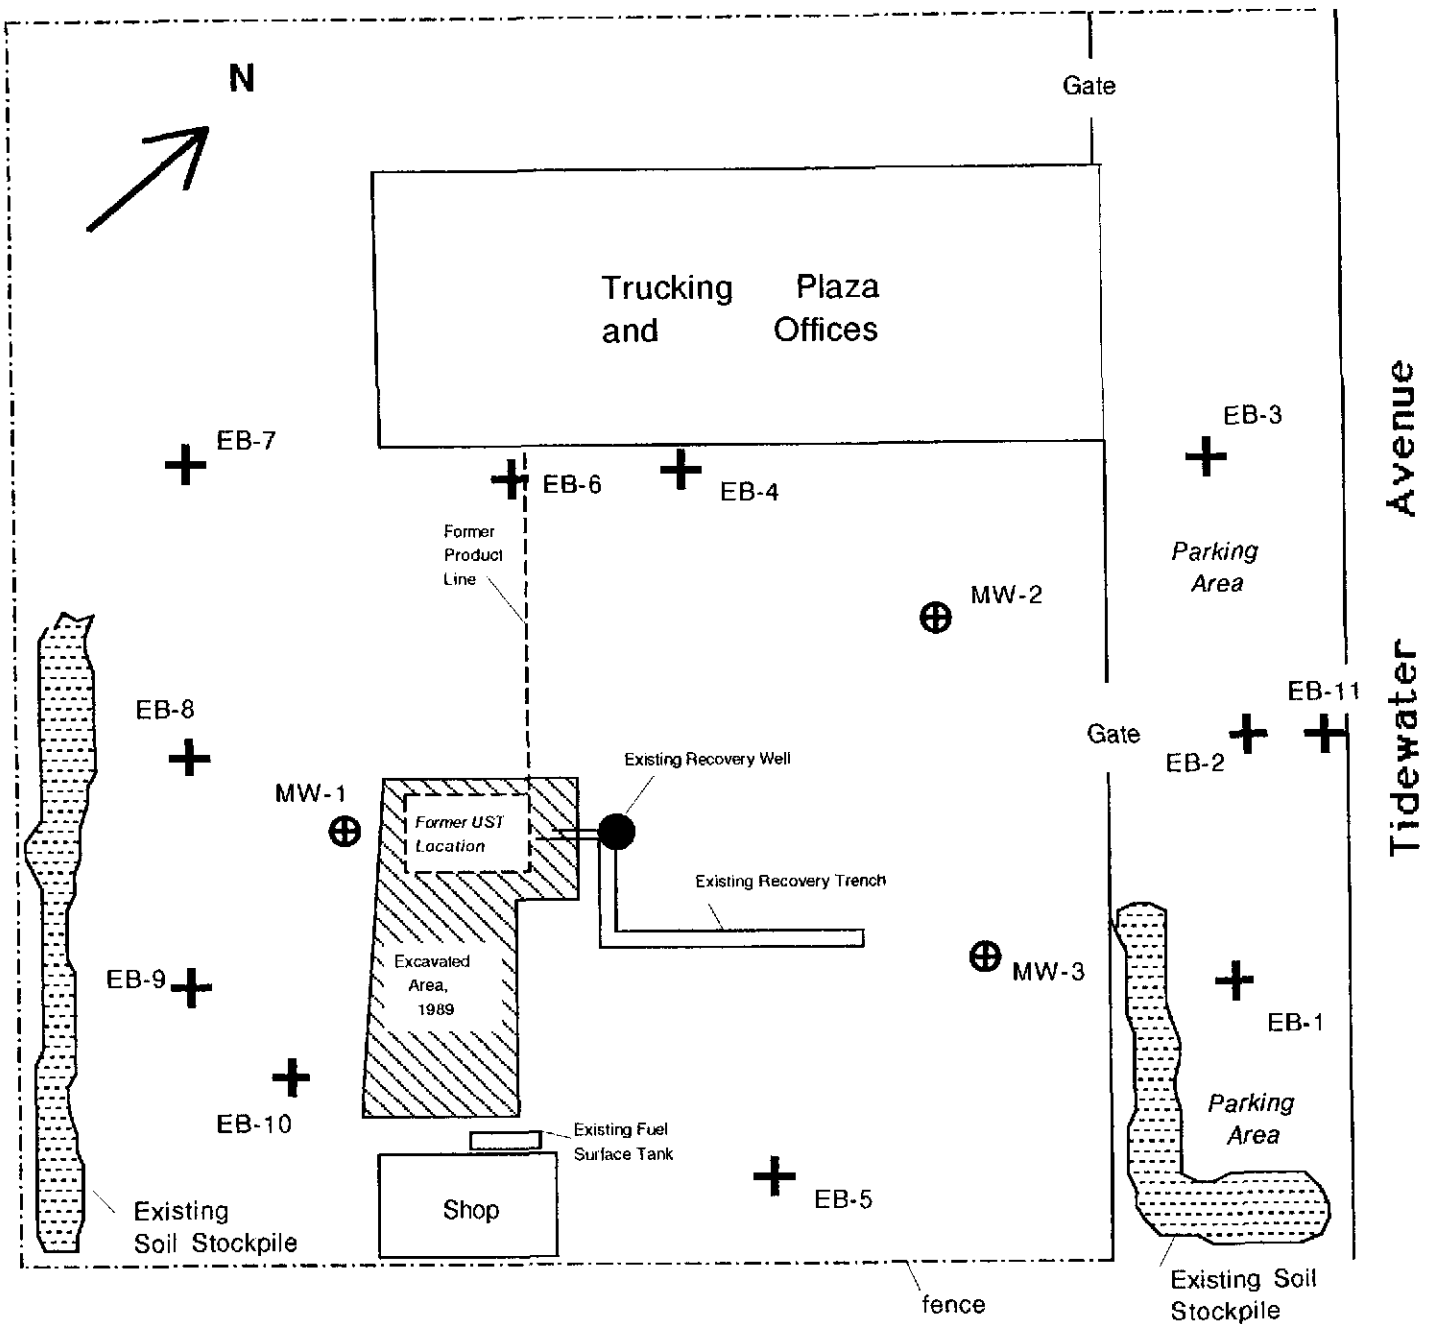 N
Gate
Trucking Plaza
and Offices
EB-7
EB-6
EB-4
EB-3
Former
Product
Line
Parking
Area
MW-2
Tidewater Avenue
EB-8
EB-11
Gate
EB-2
Existing Recovery Well
MW-1
Former UST
Location
Existing Recovery Trench
EB-9
Excavated
Area,
1989
MW-3
EB-1
EB-10
Parking
Area
Existing Fuel
Surface Tank
Shop
EB-5
Existing
Soil Stockpile
fence
Existing Soil
Stockpile